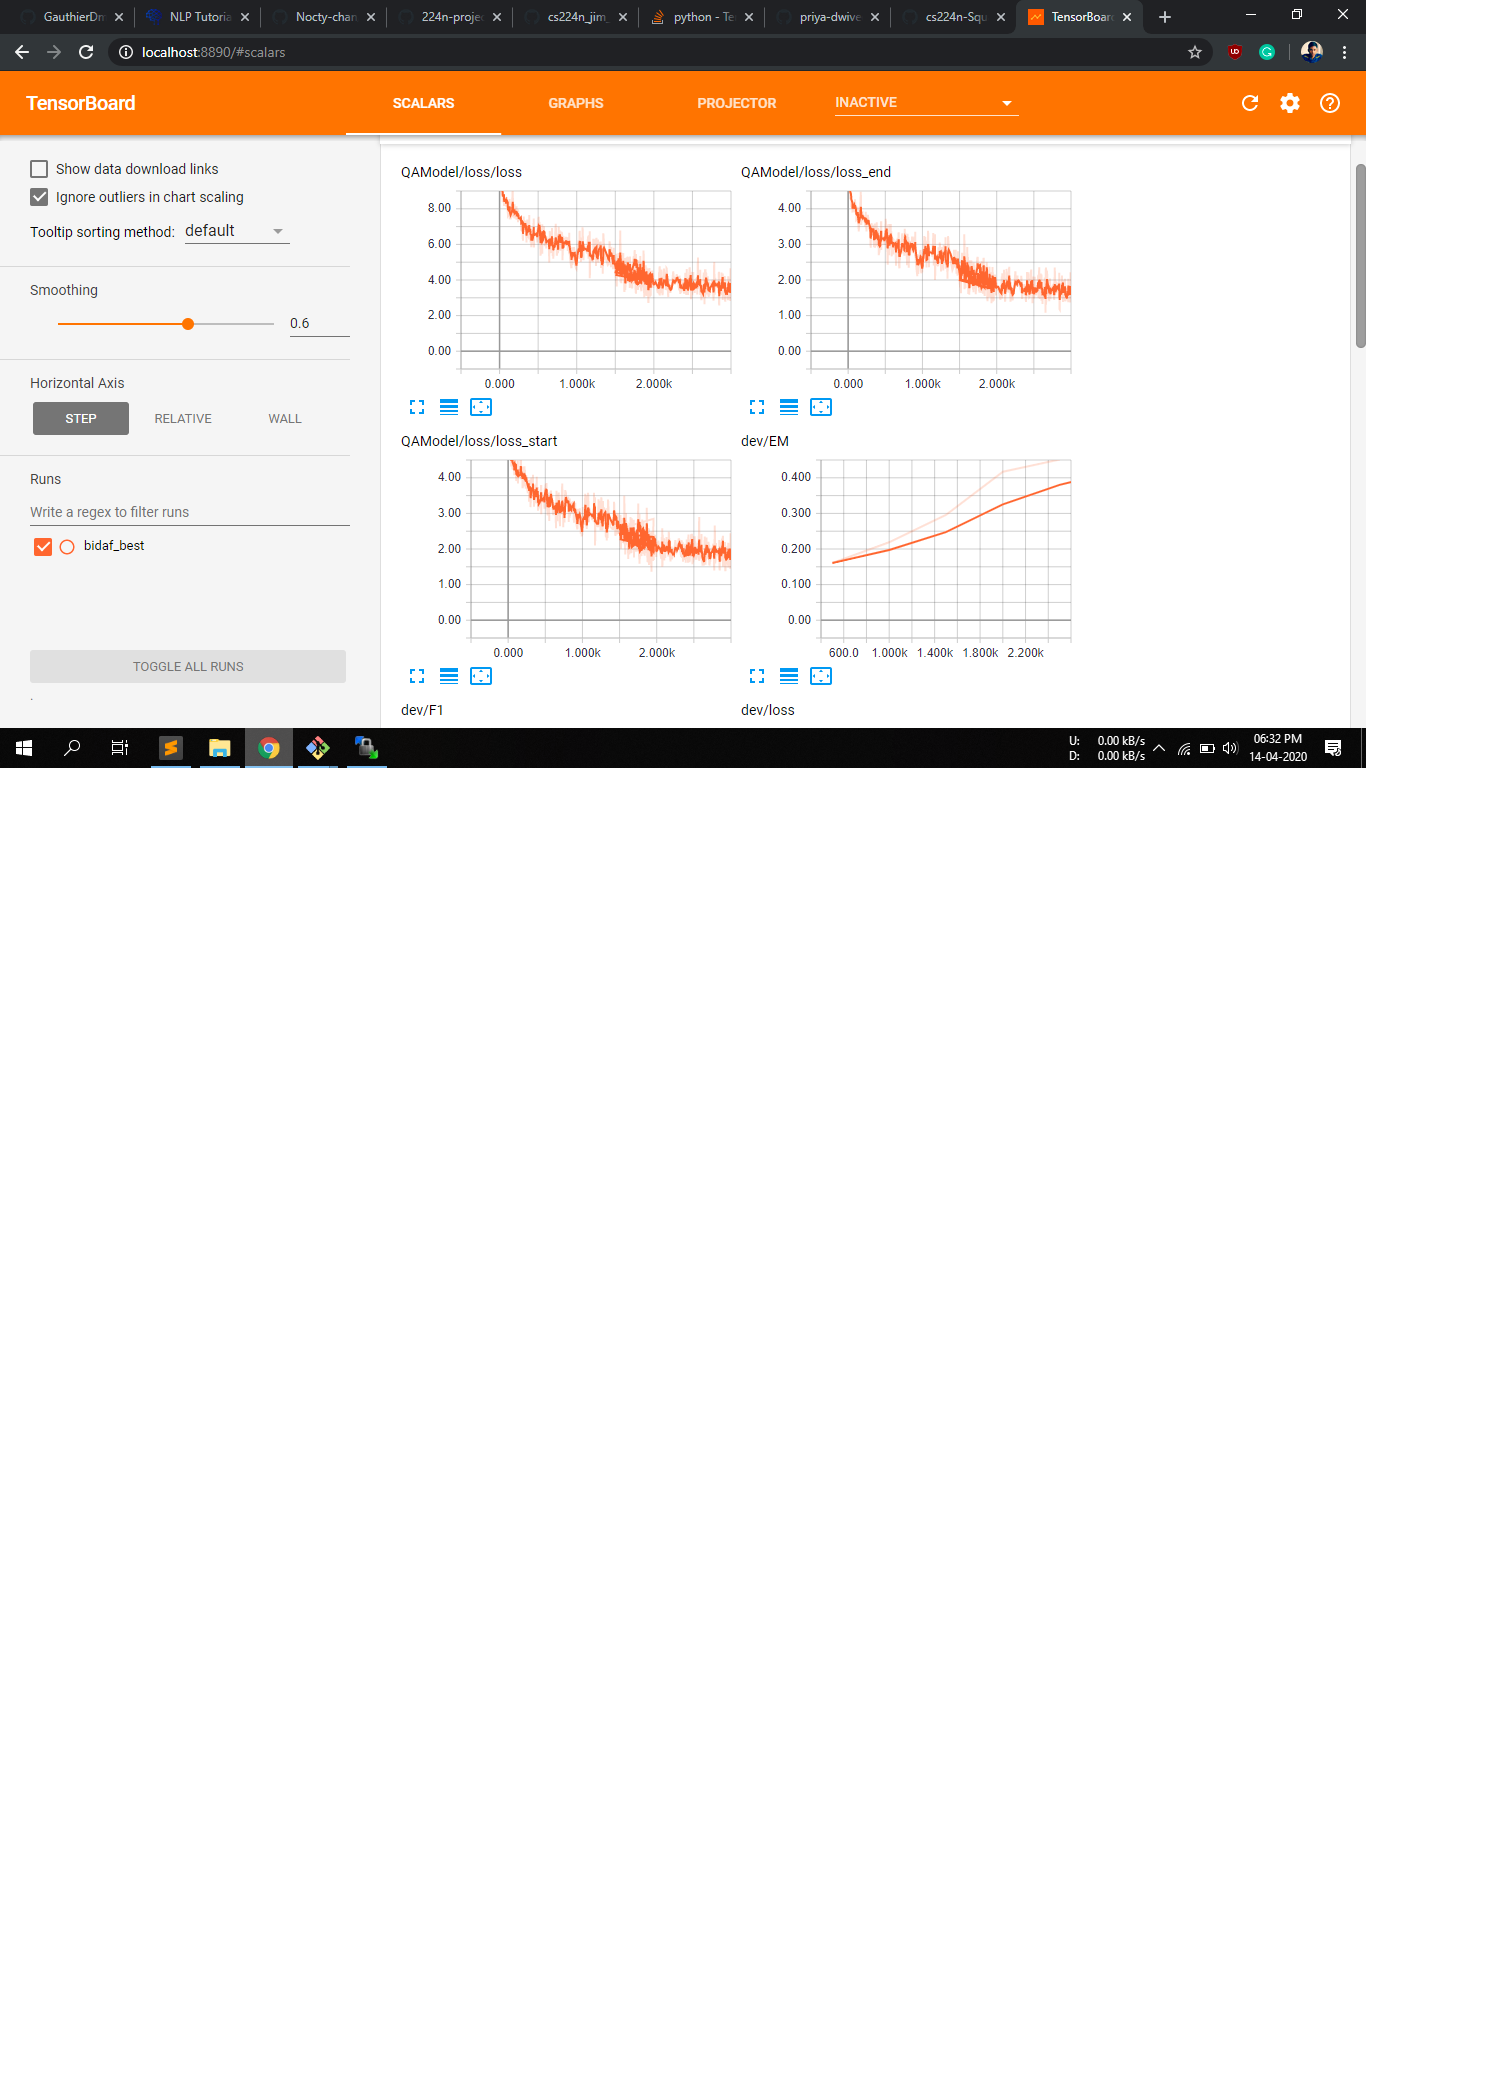 GauthierDm
NLP Tutoria
Nocty-chan
224n-projec
cs224n_jim_
python - Te
priya-dwive
cs224n-Squ
TensorBoar
localhost:8890/#scalars
TensorBoard
SCALARS
GRAPHS
PROJECTOR
INACTIVE
Show data download links
Ignore outliers in chart scaling
Tooltip sorting method: default
Smoothing
0.6
Horizontal Axis
STEP
RELATIVE
WALL
Runs
Write a regex to filter runs
bidaf_best
TOGGLE ALL RUNS
.
QAModel/loss/loss
8.00
6.00
4.00
2.00
0.00
0.000 1.000k 2.000k
QAModel/loss/loss_end
4.00
3.00
2.00
1.00
0.00
0.000 1.000k 2.000k
QAModel/loss/loss_start
4.00
3.00
2.00
1.00
0.00
0.000 1.000k 2.000k
dev/EM
0.400
0.300
0.200
0.100
0.00
600.0 1.000k 1.400k 1.800k 2.200k
dev/F1
dev/loss
U: 0.00 kB/s
D: 0.00 kB/s
06:32 PM
14-04-2020